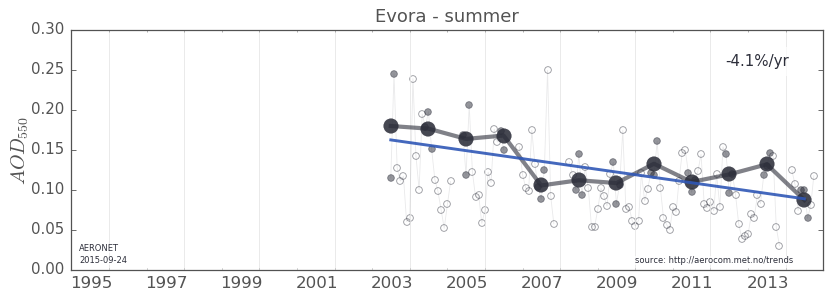 Evora - summer
0.30
0.25
0.20
0.15
0.10
0.05
0.00
AOD550
-4.1%/yr
AERONET
2015-09-24
source: http://aerocom.met.no/trends
1995 1997 1999 2001 2003 2005 2007 2009 2011 2013